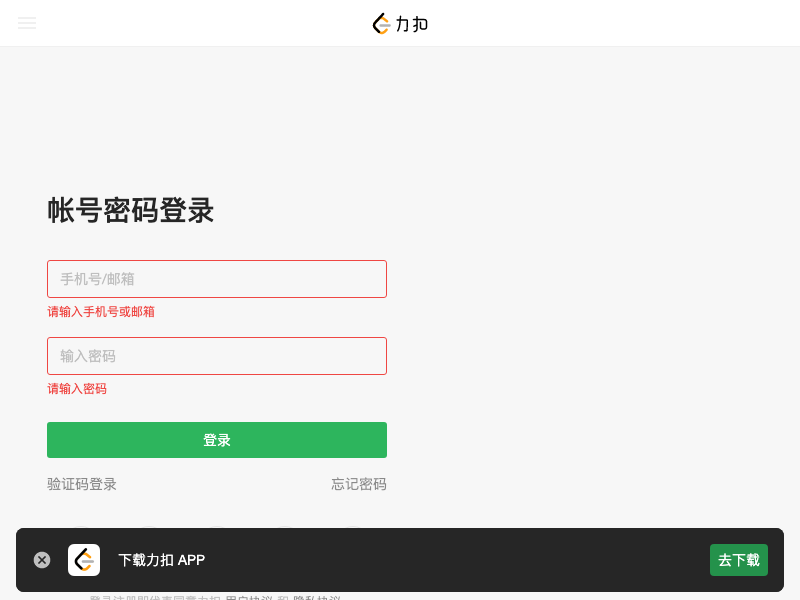 力扣
帐号密码登录
手机号/邮箱
请输入手机号或邮箱
输入密码
请输入密码
登录
验证码登录 忘记密码
下载力扣 APP 去下载